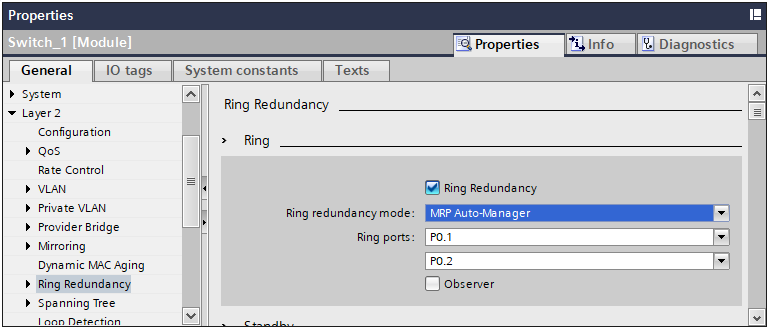 Properties
Switch_1 [Module]
Properties
Info
Diagnostics
General
IO tags
System constants
Texts
System
Layer 2
Configuration
QoS
Rate Control
VLAN
Private VLAN
Provider Bridge
Mirroring
Dynamic MAC Aging
Ring Redundancy
Spanning Tree
Loop Detection
Ring Redundancy
Ring
Ring Redundancy
Ring redundancy mode: MRP Auto-Manager
Ring ports: P0.1
P0.2
Observer
Standby